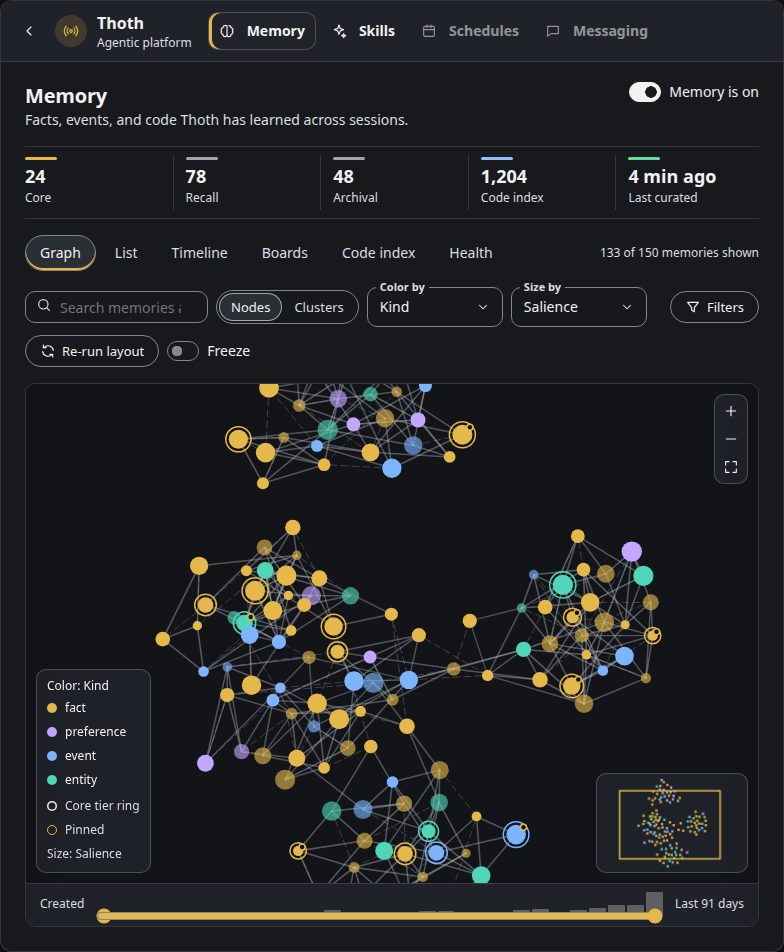 Thoth
Agentic platform
Memory
Skills
Schedules
Messaging
Memory
Facts, events, and code Thoth has learned across sessions.
Memory is on
24
Core
78
Recall
48
Archival
1,204
Code index
4 min ago
Last curated
Graph
List
Timeline
Boards
Code index
Health
133 of 150 memories shown
Search memories a
Nodes
Clusters
Color by
Kind
Size by
Salience
Filters
Re-run layout
Freeze
Color: Kind
fact
preference
event
entity
Core tier ring
Pinned
Size: Salience
Created
Last 91 days